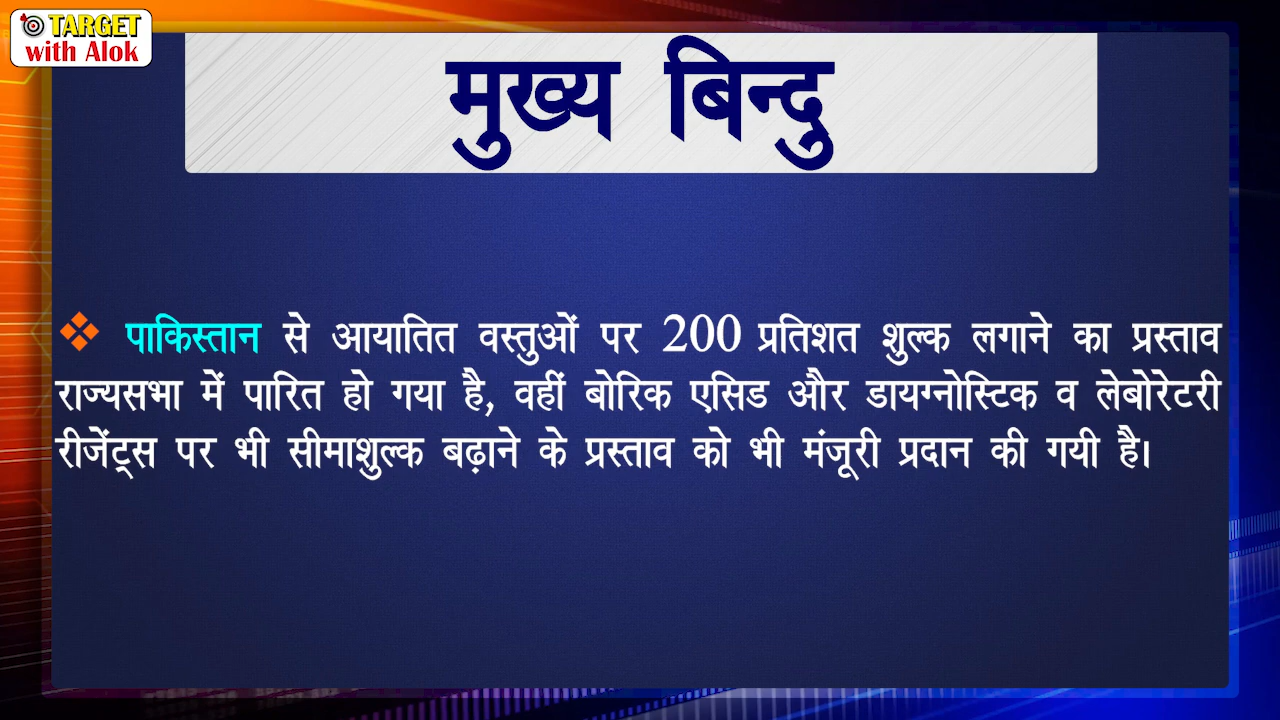 TARGET
with Alok
मुख्य बिन्दु
❖ पाकिस्तान से आयातित वस्तुओं पर 200 प्रतिशत शुल्क लगाने का प्रस्ताव
राज्यसभा में पारित हो गया है, वहीं बोरिक एसिड और डायग्नोस्टिक व लेबोरेटरी
रीजेंट्स पर भी सीमाशुल्क बढ़ाने के प्रस्ताव को भी मंजूरी प्रदान की गयी है।